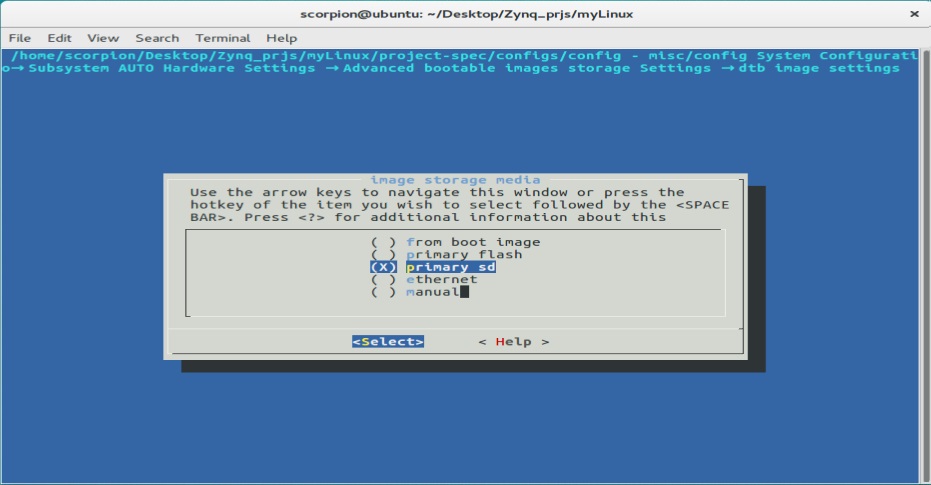 scorpion@ubuntu: ~/Desktop/Zynq_prjs/myLinux ×
File Edit View Search Terminal Help
/home/scorpion/Desktop/Zynq_prjs/myLinux/project-spec/configs/config - misc/config System Configurati
o→Subsystem AUTO Hardware Settings →Advanced bootable images storage Settings →dtb image settings
image storage media
Use the arrow keys to navigate this window or press the
hotkey of the item you wish to select followed by the <SPACE
BAR>. Press <?> for additional information about this
( ) from boot image
( ) primary flash
(X) primary sd
( ) ethernet
( ) manual
<Select> < Help >